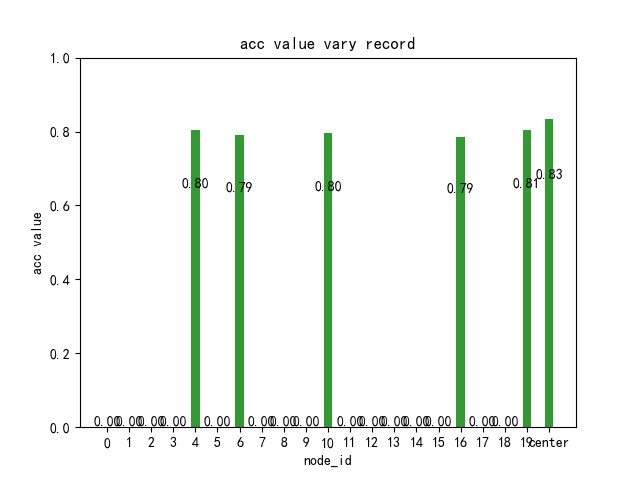 acc value vary record
acc value
1.0
0.8
0.6
0.4
0.2
0.0
0.00 0.00 0.00 0.00 0.80 0.00 0.79 0.00 0.00 0.00 0.80 0.00 0.00 0.00 0.00 0.00 0.79 0.00 0.00 0.81 0.83
0 1 2 3 4 5 6 7 8 9 10 11 12 13 14 15 16 17 18 19 center
node_id